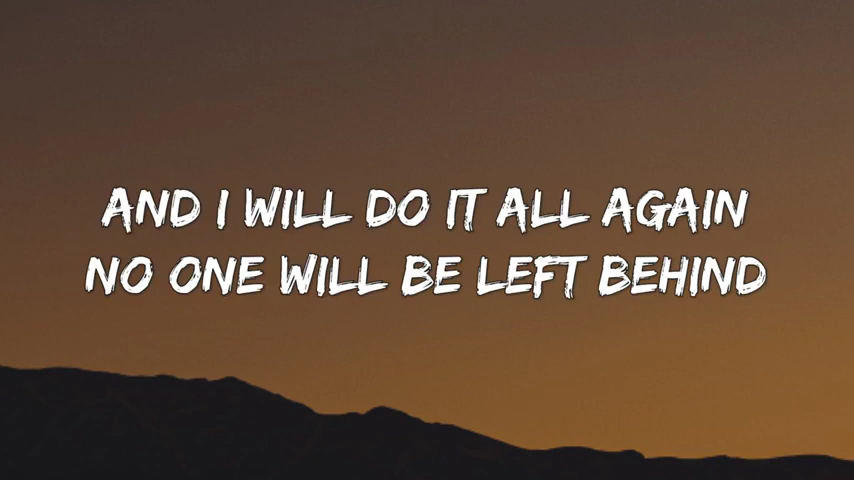 AND I WILL DO IT ALL AGAIN
NO ONE WILL BE LEFT BEHIND